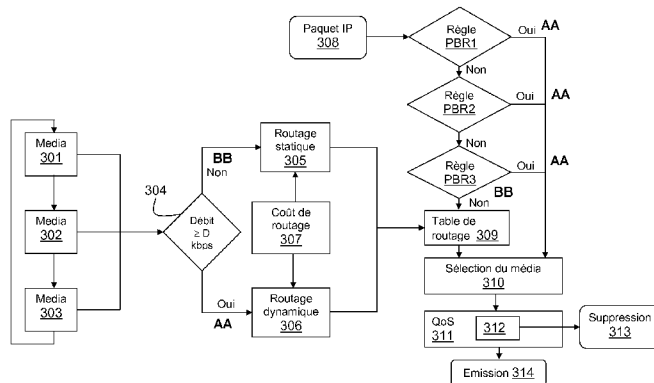 Paquet IP
308
Règle
PBR1
Oui
AA
Non
Règle
PBR2
Oui
AA
Non
Règle
PBR3
Oui
AA
BB
Non
Media
301
Media
302
Media
303
304
Débit
≥ D
kbps
BB
Non
Oui
AA
Routage
statique
305
Coût de
routage
307
Routage
dynamique
306
Table de
routage 309
Sélection du média
310
QoS
311
312
Suppression
313
Emission 314